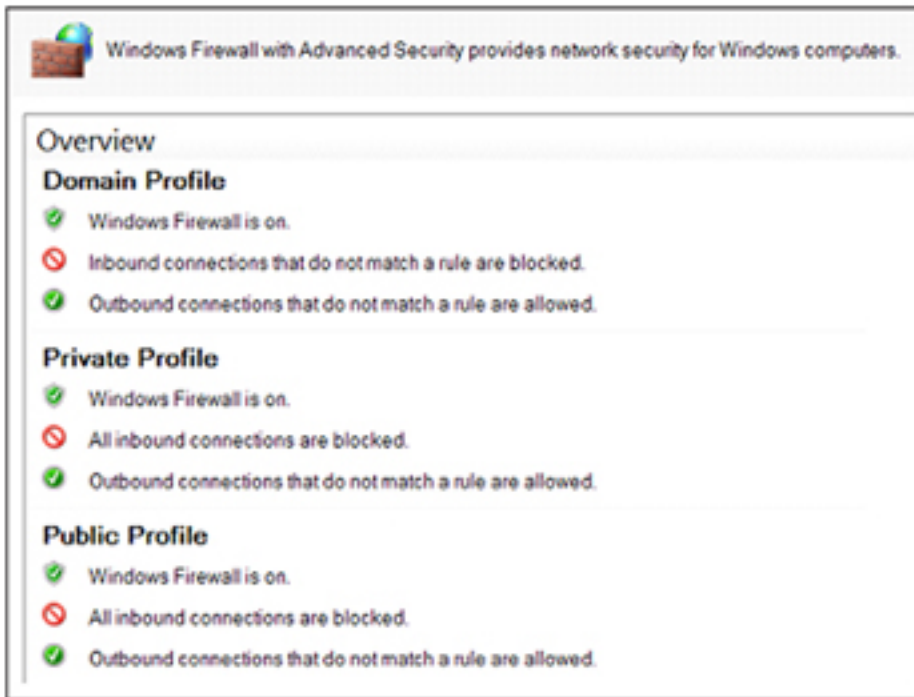 Windows Firewall with Advanced Security provides network security for Windows computers.
Overview
Domain Profile
Windows Firewall is on.
Inbound connections that do not match a rule are blocked.
Outbound connections that do not match a rule are allowed.
Private Profile
Windows Firewall is on.
All inbound connections are blocked.
Outbound connections that do not match a rule are allowed.
Public Profile
Windows Firewall is on.
All inbound connections are blocked.
Outbound connections that do not match a rule are allowed.